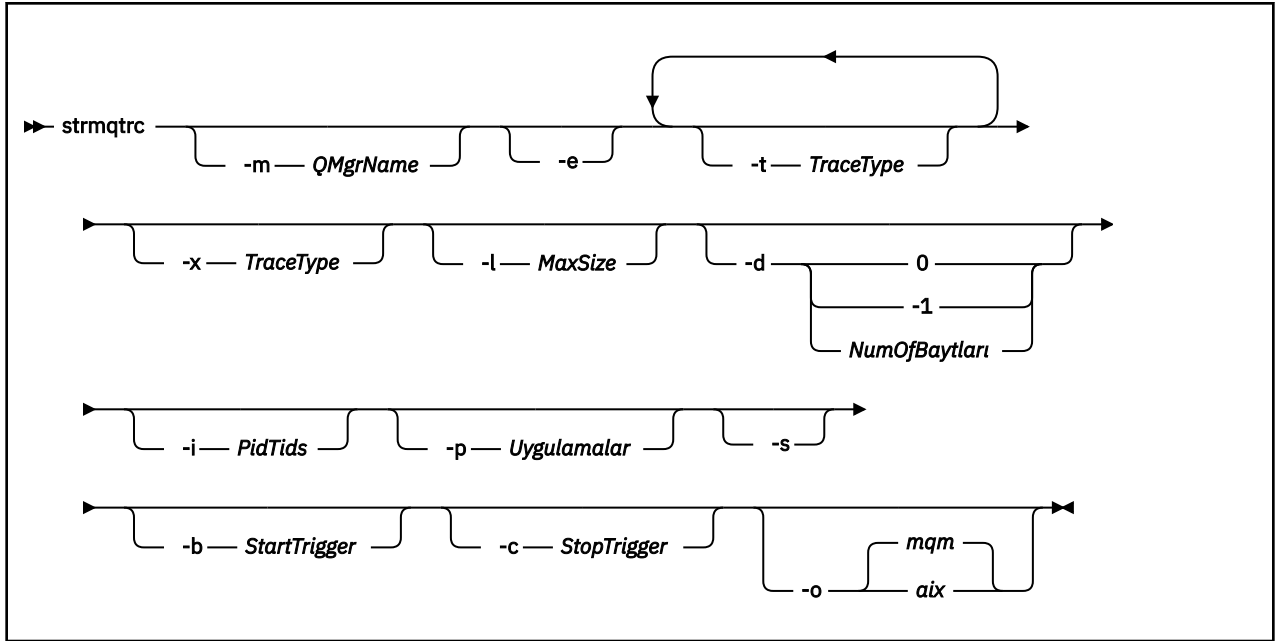 strmqtrc
-m QMgrName
-e
-t TraceType
-x TraceType
-l MaxSize
-d 0
-1
NumOfBaytları
-i PidTids
-p Uygulamalar
-s
-b StartTrigger
-c StopTrigger
mqm
-o aix